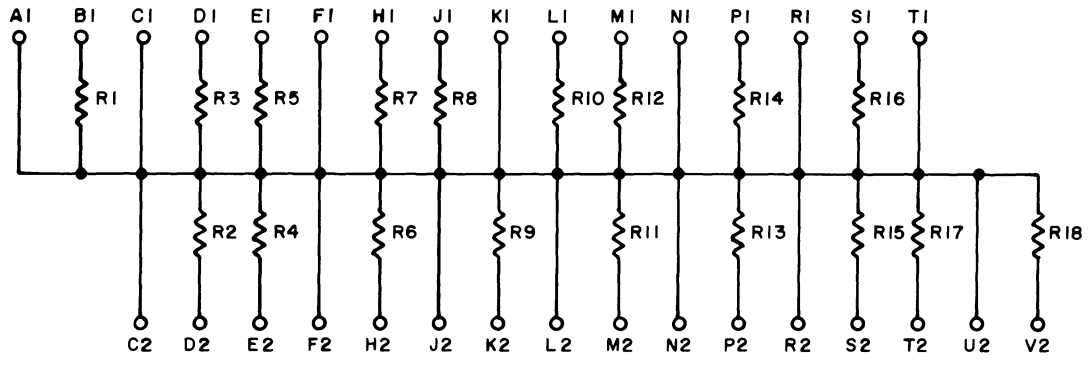 A1 B1 C1 D1 E1 F1 H1 J1 K1 L1 M1 N1 P1 R1 S1 T1
R1 R3 R5 R7 R8 R10 R12 R14 R16
R2 R4 R6 R9 R11 R13 R15 R17 R18
C2 D2 E2 F2 H2 J2 K2 L2 M2 N2 P2 R2 S2 T2 U2 V2